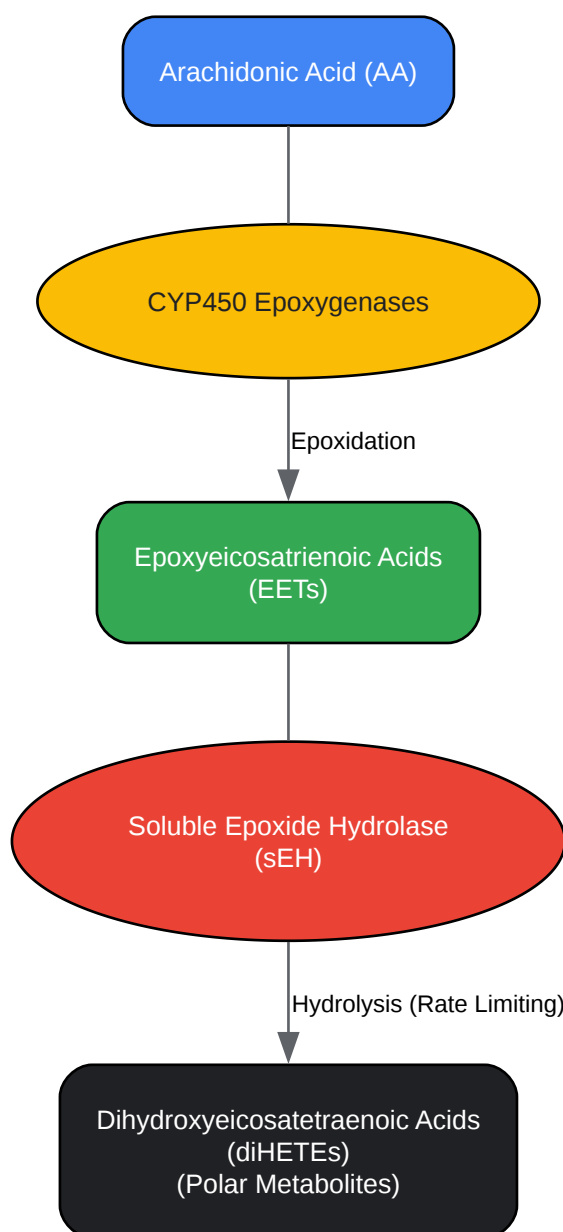 Arachidonic Acid (AA)
CYP450 Epoxygenases
Epoxidation
Epoxyeicosatrienoic Acids
(EETs)
Soluble Epoxide Hydrolase
(sEH)
Hydrolysis (Rate Limiting)
Dihydroxyeicosatetraenoic Acids
(diHETEs)
(Polar Metabolites)